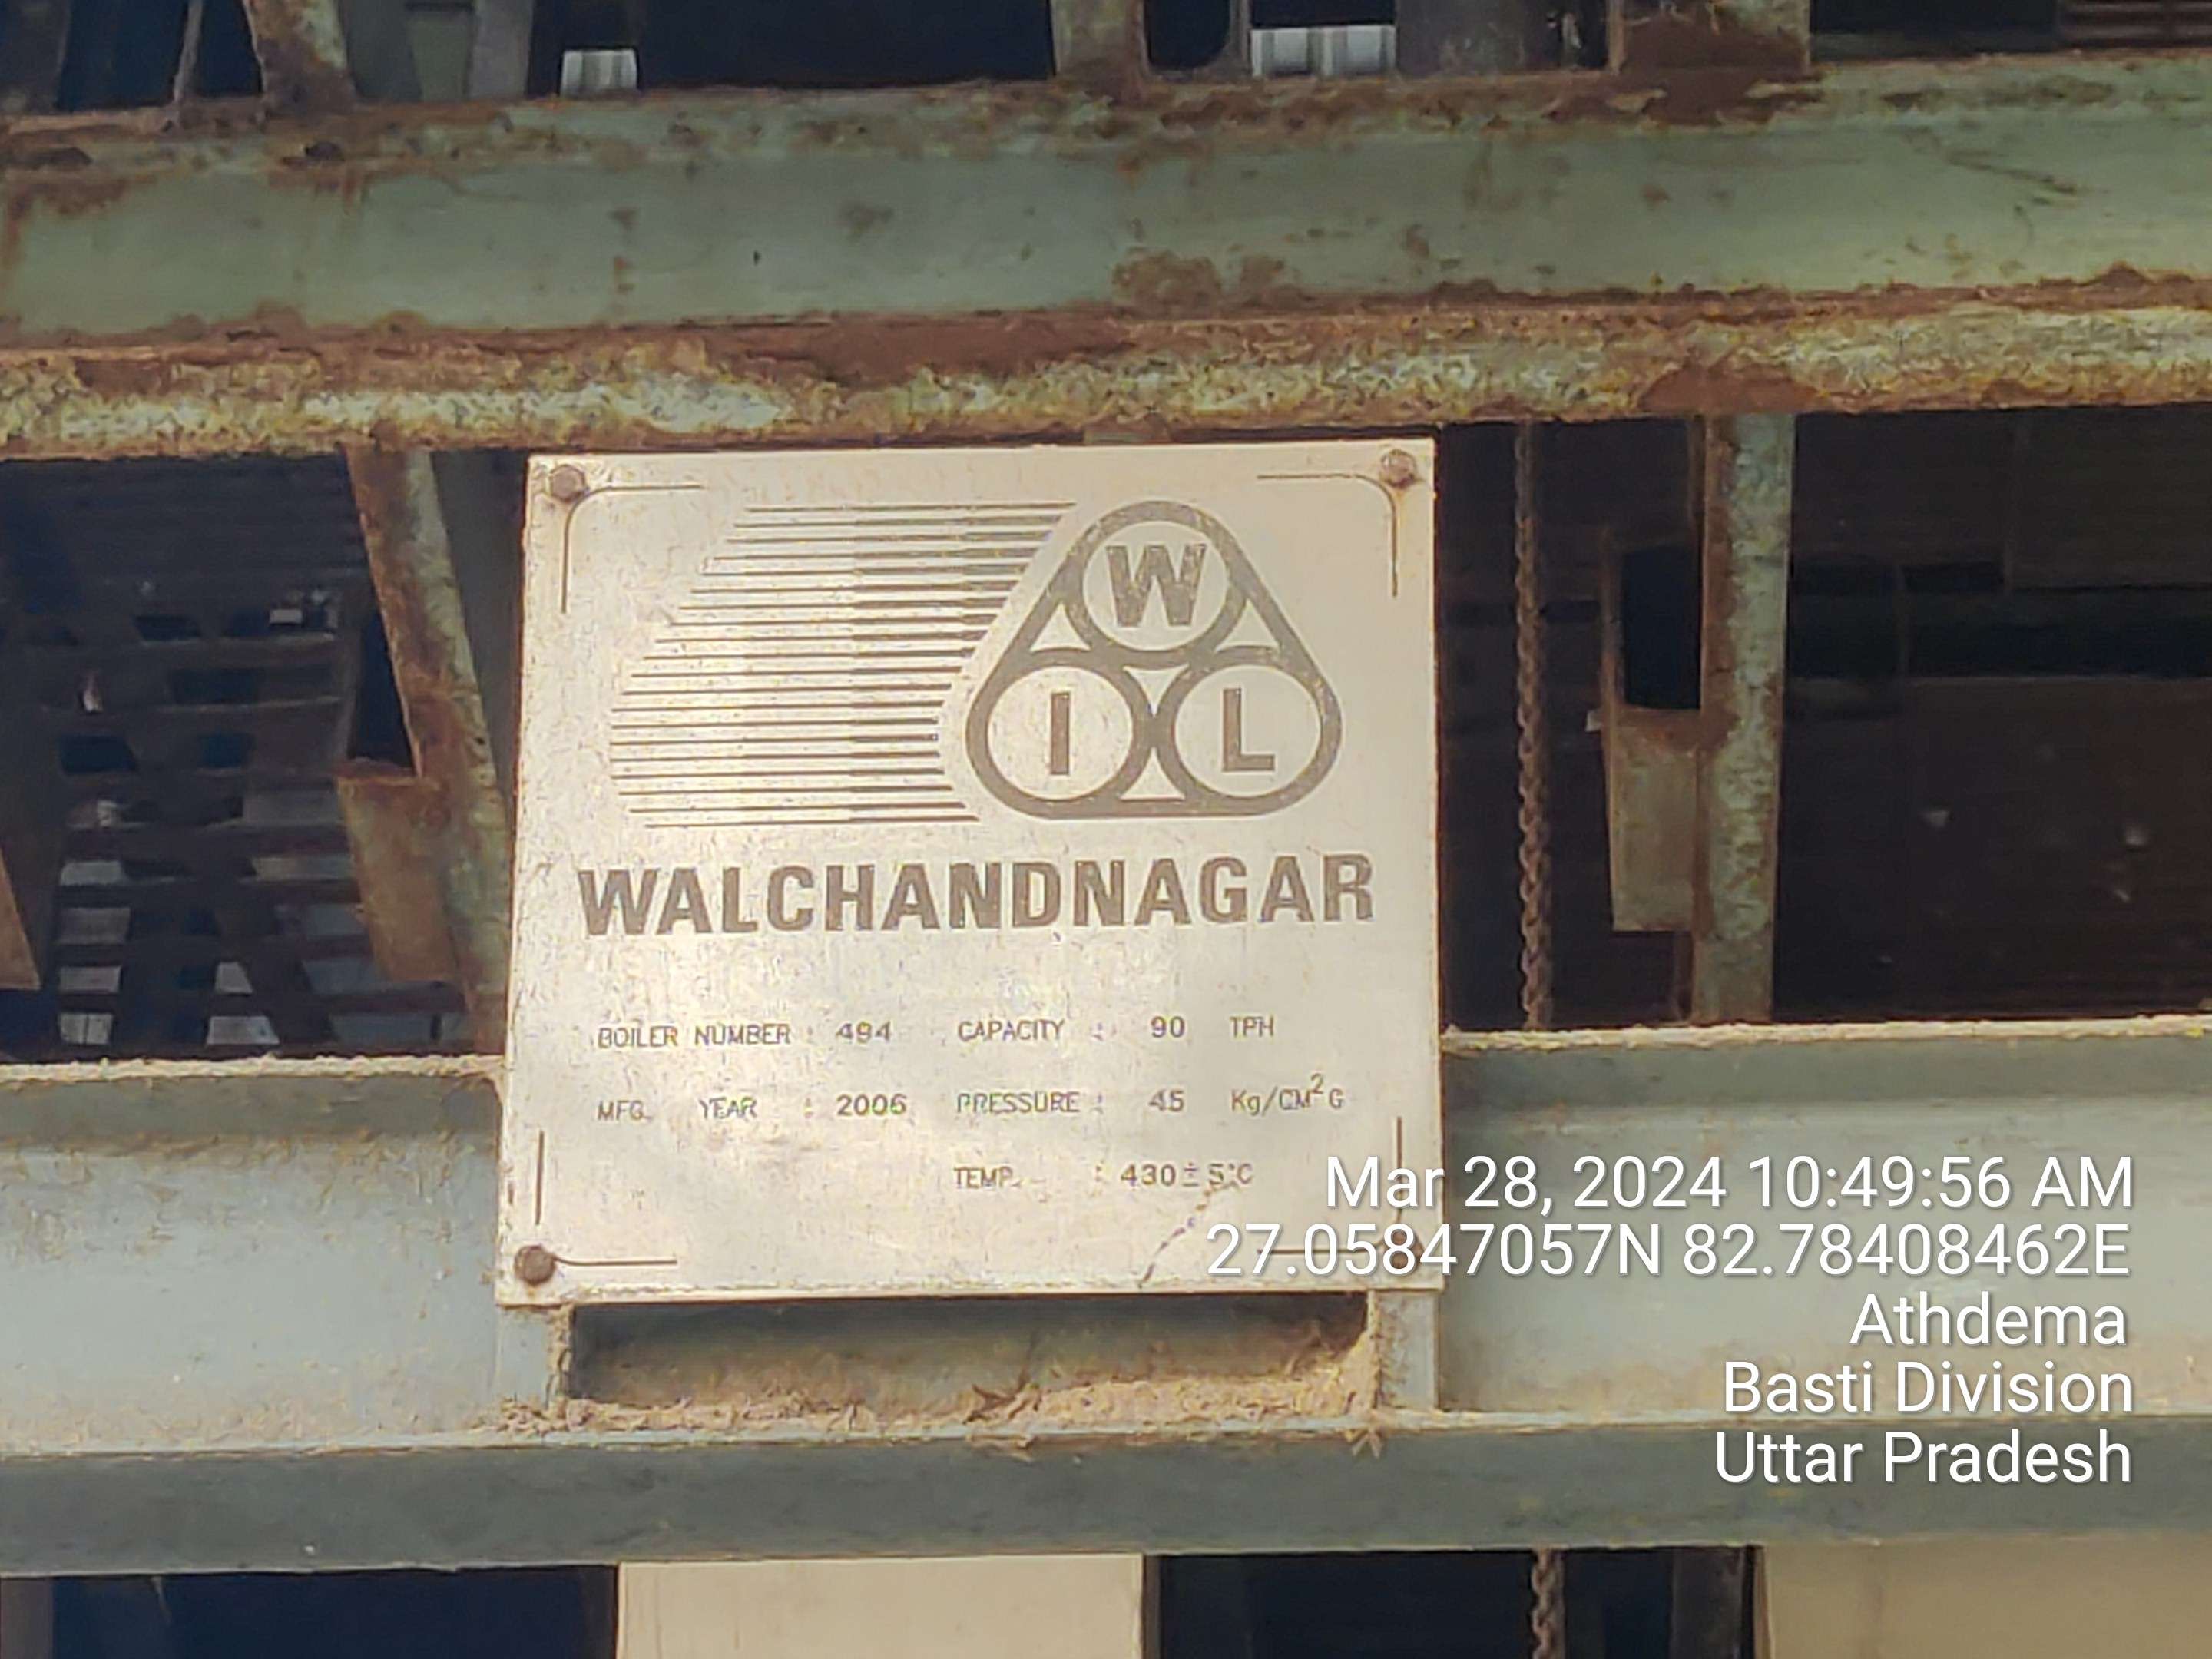 W
I L
WALCHANDNAGAR
BOILER NUMBER : 494 CAPACITY : 90 TPH
MFG. YEAR : 2006 PRESSURE : 45 Kg/CM²G
TEMP. : 430±5°C
Mar 28, 2024 10:49:56 AM
27.05847057N 82.78408462E
Athdema
Basti Division
Uttar Pradesh